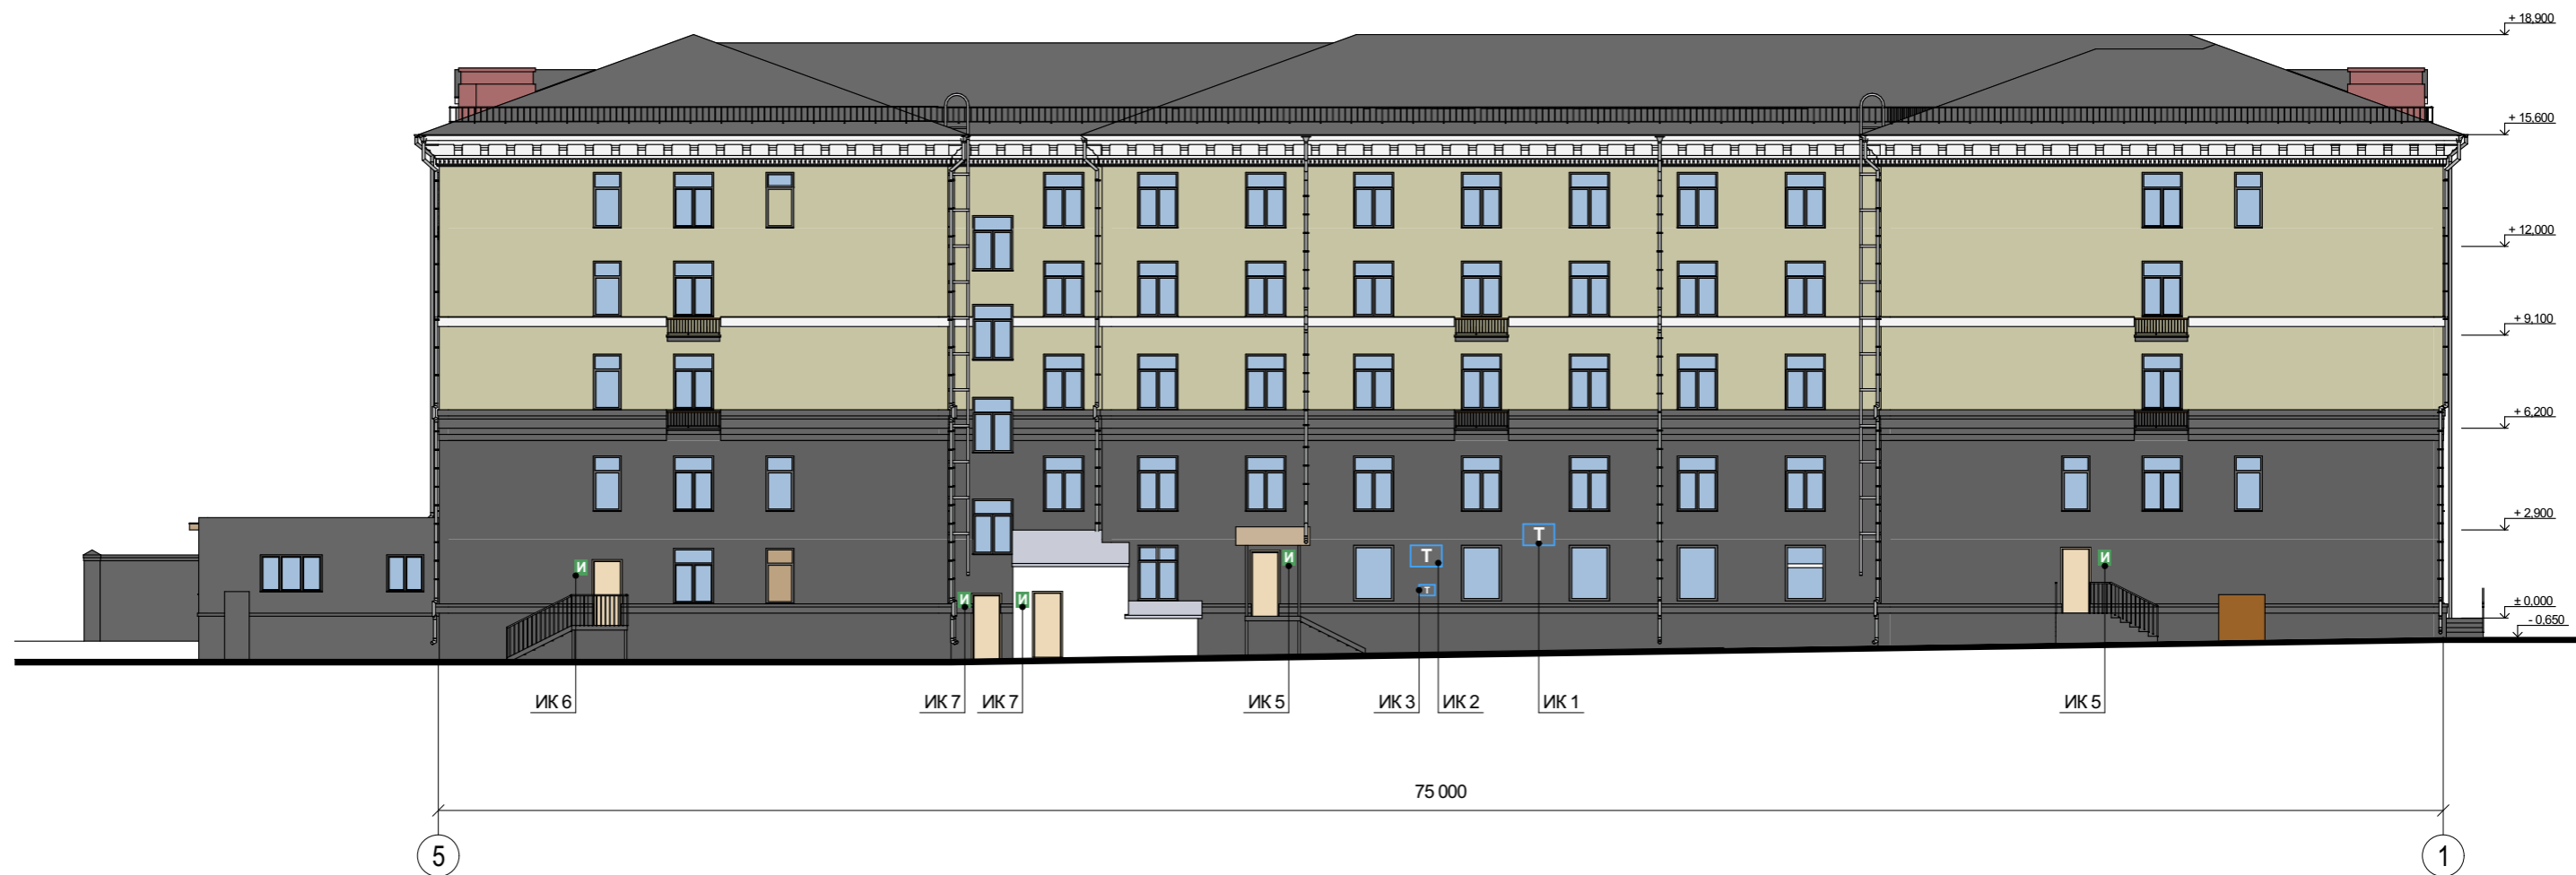 + 18,900
+ 15,600
+ 12,000
+ 9,100
+ 6,200
+ 2,900
± 0,000
- 0,650
Т
Т
Т
И
И
И
И
И
ИК 6
ИК 7
ИК 7
ИК 5
ИК 3
ИК 2
ИК 1
ИК 5
75 000
5
1